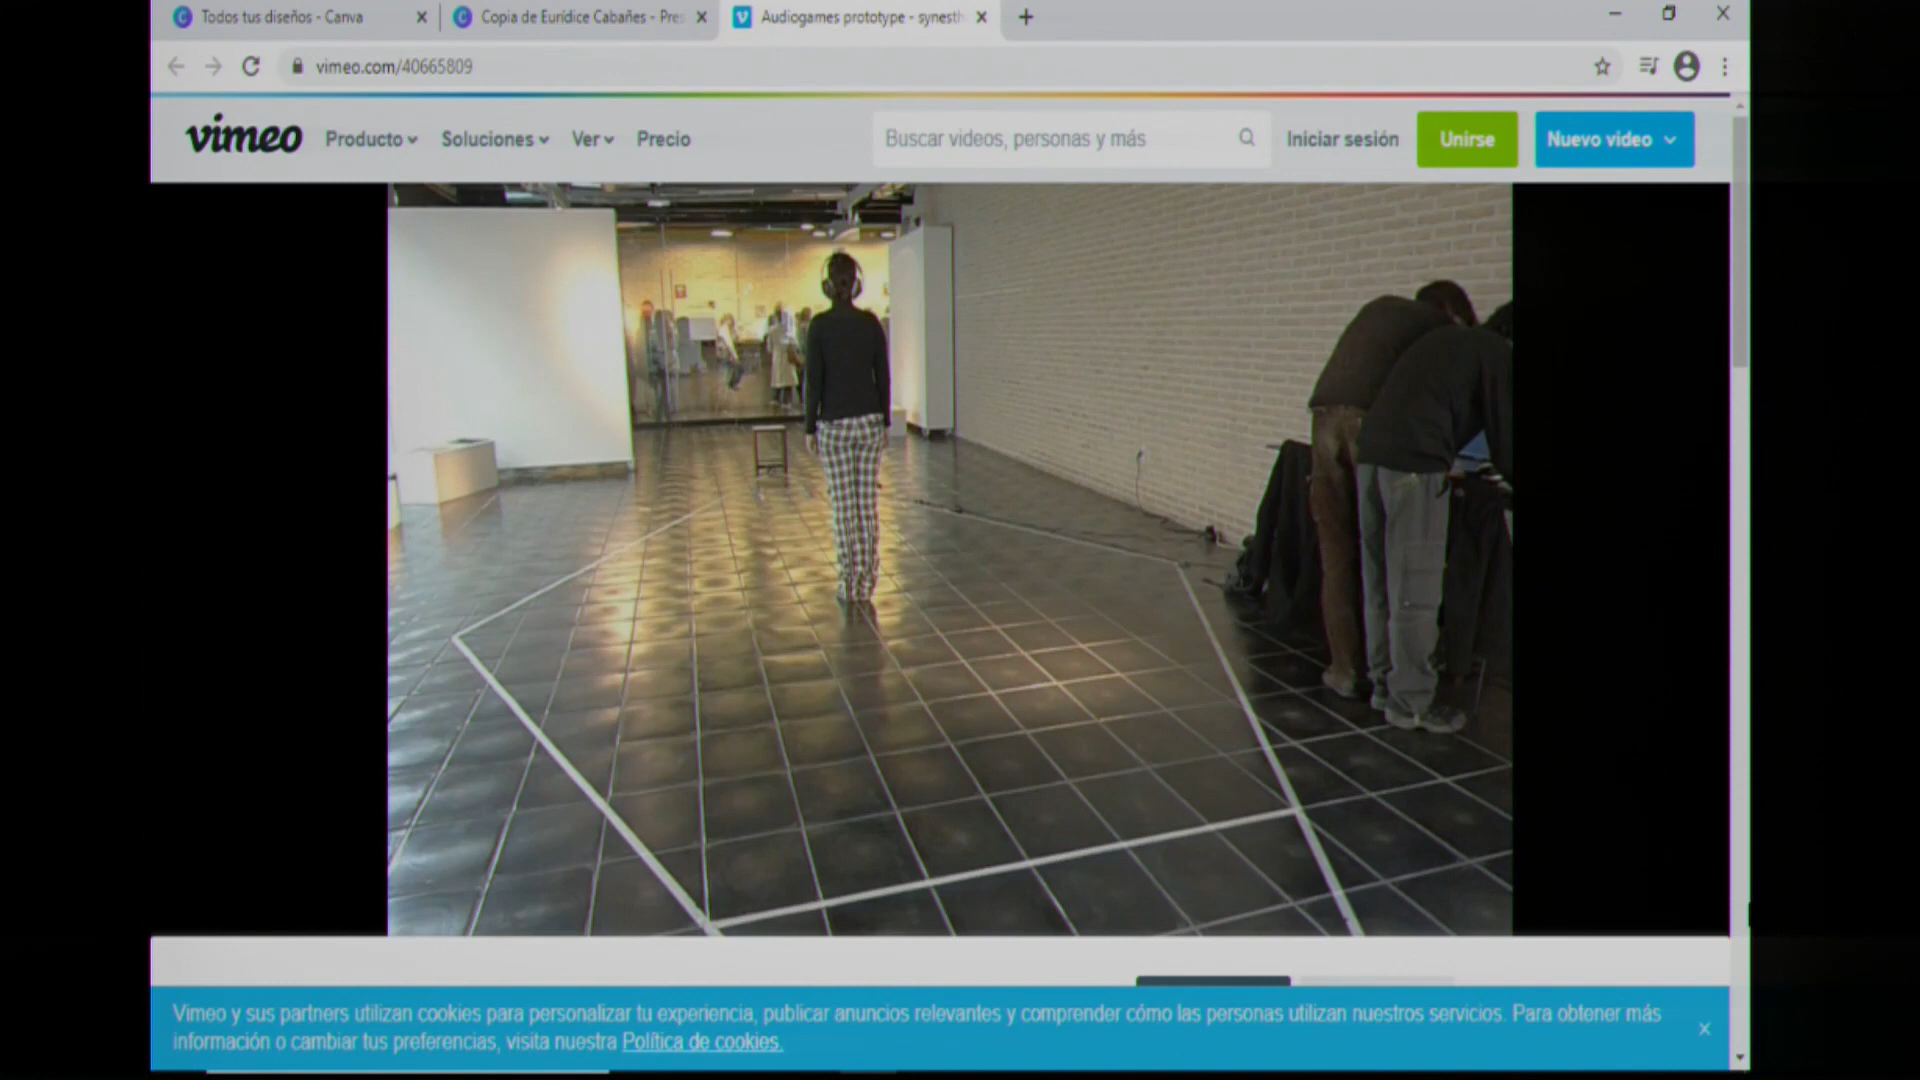 Todos tus diseños - Canva
Copia de Eurídice Cabañes - Pres
Audiogames prototype - synesth
vimeo.com/40665809
vimeo Producto Soluciones Ver Precio Buscar videos, personas y más Iniciar sesión Unirse Nuevo video
Vimeo y sus partners utilizan cookies para personalizar tu experiencia, publicar anuncios relevantes y comprender cómo las personas utilizan nuestros servicios. Para obtener más
información o cambiar tus preferencias, visita nuestra Política de cookies.